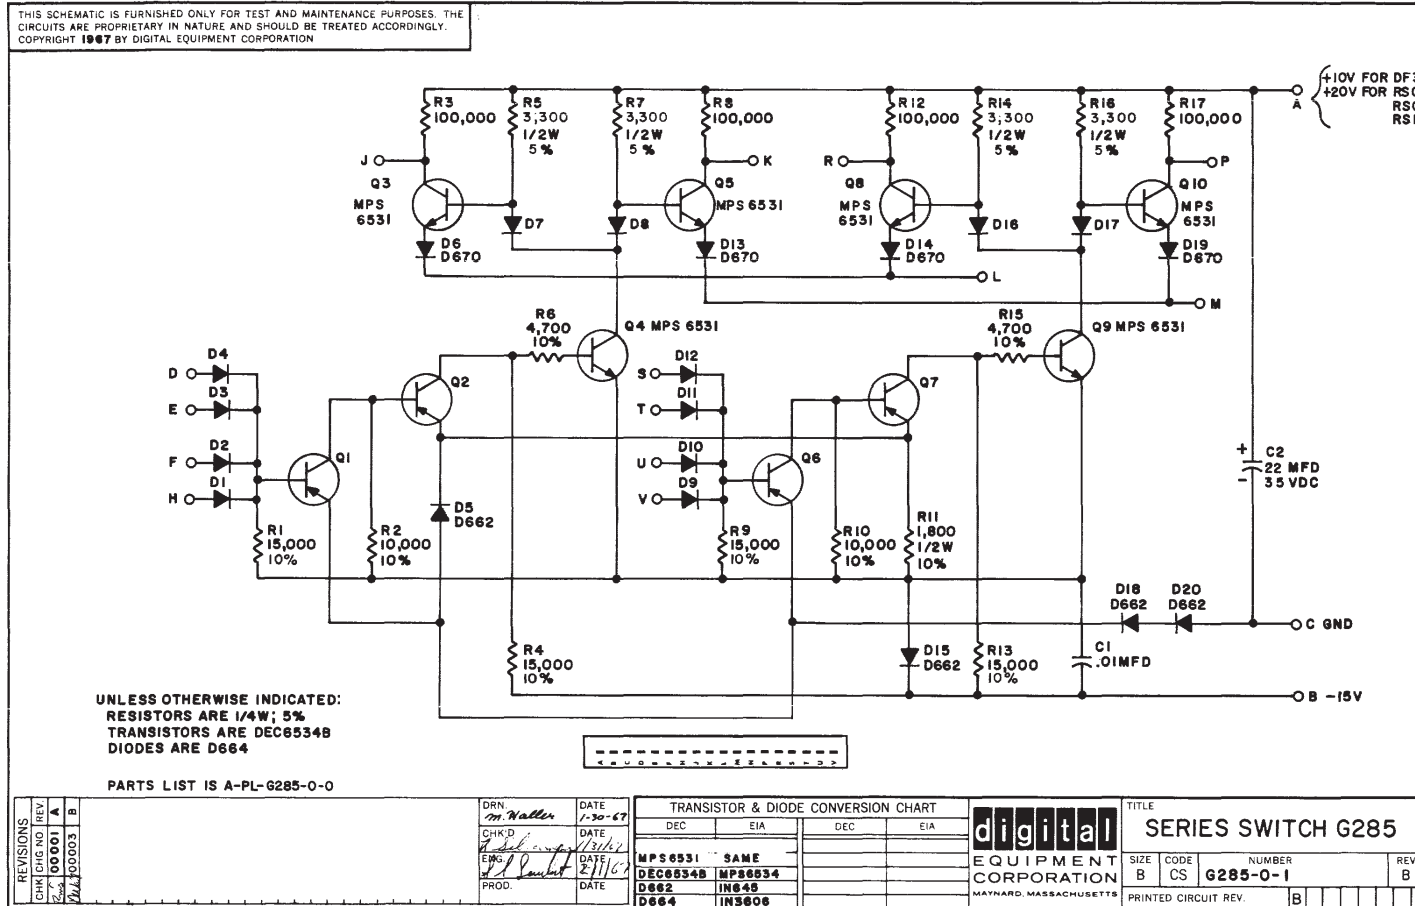 THIS SCHEMATIC IS FURNISHED ONLY FOR TEST AND MAINTENANCE PURPOSES. THE
CIRCUITS ARE PROPRIETARY IN NATURE AND SHOULD BE TREATED ACCORDINGLY.
COPYRIGHT 1967 BY DIGITAL EQUIPMENT CORPORATION
+10V FOR DF3
+20V FOR RS
RS
RS
A
R3
100,000
R5
3,300
1/2W
5%
R7
3,300
1/2W
5%
R8
100,000
R12
100,000
R14
3,300
1/2W
5%
R16
3,300
1/2W
5%
R17
100,000
J
K
R
P
Q3
MPS
6531
Q5
MPS 6531
Q8
MPS
6531
Q10
MPS
6531
D7
D8
D16
D17
D6
D670
D13
D670
D14
D670
D19
D670
L
M
R6
4,700
10%
Q4 MPS 6531
R15
4,700
10%
Q9 MPS 6531
D
D4
E
D3
F
D2
H
D1
Q1
Q2
S
D12
T
D11
U
D10
V
D9
Q6
Q7
C2
22 MFD
35 VDC
+
-
R1
15,000
10%
R2
10,000
10%
D5
D662
R9
15,000
10%
R10
10,000
10%
R11
1,800
1/2W
10%
D18
D662
D20
D662
C GND
R4
15,000
10%
D15
D662
R13
15,000
10%
C1
.01MFD
B -15V
UNLESS OTHERWISE INDICATED:
RESISTORS ARE 1/4W; 5%
TRANSISTORS ARE DEC6534B
DIODES ARE D664
A B C D E F H J K L M N P R S T U V
PARTS LIST IS A-PL-G285-0-0
REVISIONS
CHK CHG NO. REV.
00001 A
00003 B
DRN.
M. Waller
DATE
1-30-67
CHK'D
DATE
1/31/67
ENG.
DATE
2/1/67
PROD.
DATE
TRANSISTOR & DIODE CONVERSION CHART
DEC EIA DEC EIA
MPS6531 SAME
DEC6534B MPS6534
D662 IN645
D664 IN3606
digital
EQUIPMENT
CORPORATION
MAYNARD, MASSACHUSETTS
TITLE
SERIES SWITCH G285
SIZE CODE NUMBER REV
B CS G285-0-1 B
PRINTED CIRCUIT REV. B